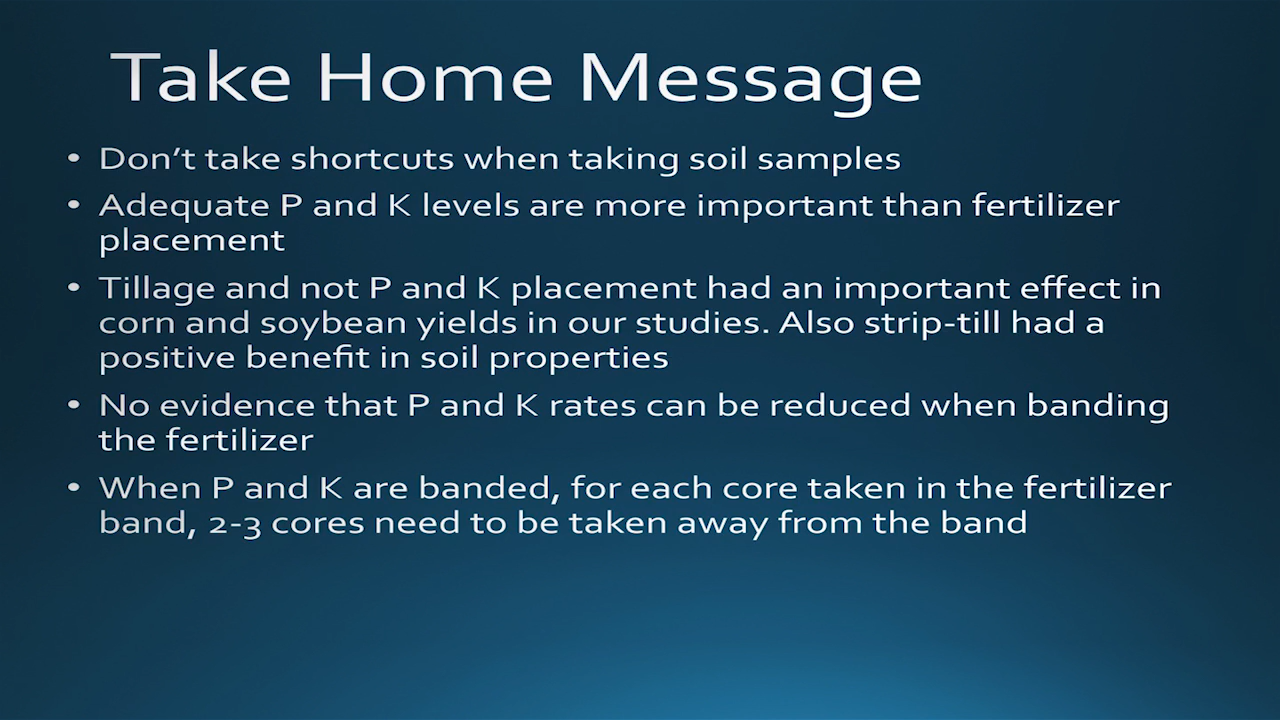 Take Home Message
• Don’t take shortcuts when taking soil samples
• Adequate P and K levels are more important than fertilizer
placement
• Tillage and not P and K placement had an important effect in
corn and soybean yields in our studies. Also strip-till had a
positive benefit in soil properties
• No evidence that P and K rates can be reduced when banding
the fertilizer
• When P and K are banded, for each core taken in the fertilizer
band, 2-3 cores need to be taken away from the band